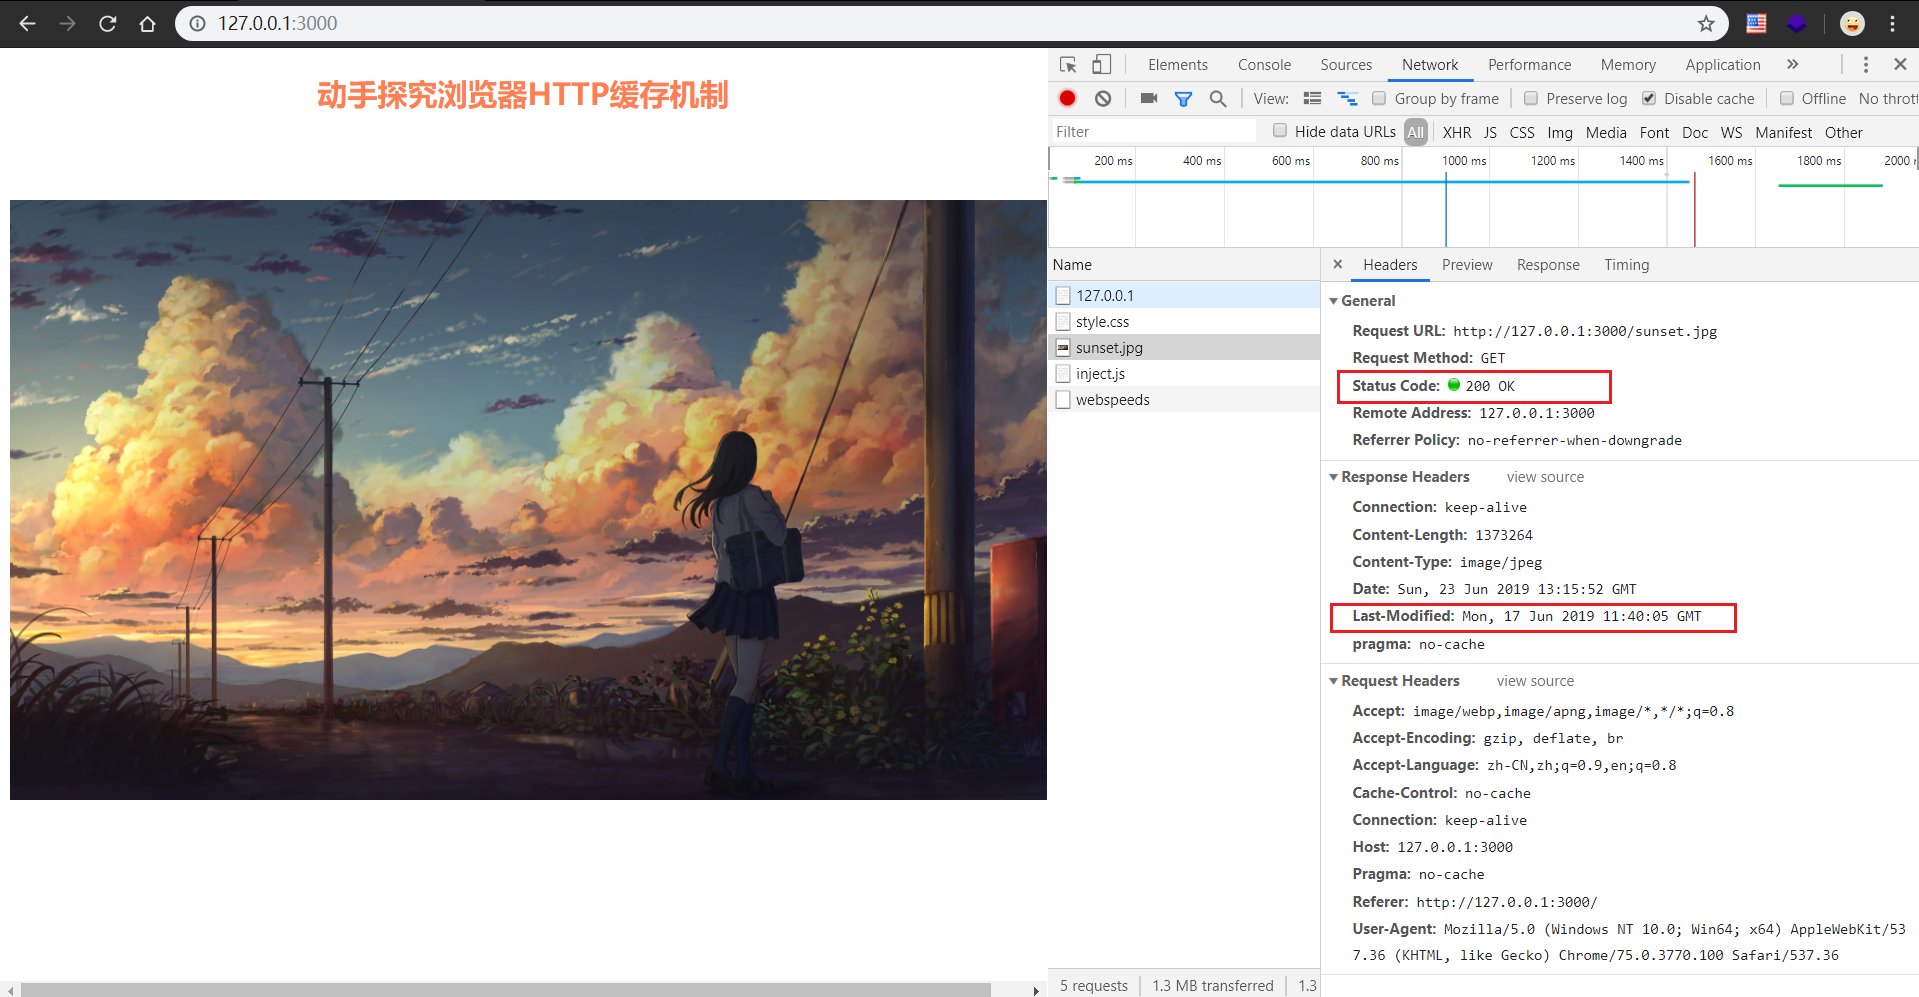 127.0.0.1:3000
动手探究浏览器HTTP缓存机制
Elements Console Sources Network Performance Memory Application »
View: Group by frame Preserve log Disable cache Offline No thrott
Filter Hide data URLs All XHR JS CSS Img Media Font Doc WS Manifest Other
200 ms 400 ms 600 ms 800 ms 1000 ms 1200 ms 1400 ms 1600 ms 1800 ms 2000
Name
127.0.0.1
style.css
sunset.jpg
inject.js
webspeeds
5 requests 1.3 MB transferred 1.3
× Headers Preview Response Timing
General
Request URL: http://127.0.0.1:3000/sunset.jpg
Request Method: GET
Status Code: 200 OK
Remote Address: 127.0.0.1:3000
Referrer Policy: no-referrer-when-downgrade
Response Headers view source
Connection: keep-alive
Content-Length: 1373264
Content-Type: image/jpeg
Date: Sun, 23 Jun 2019 13:15:52 GMT
Last-Modified: Mon, 17 Jun 2019 11:40:05 GMT
pragma: no-cache
Request Headers view source
Accept: image/webp,image/apng,image/*,*/*;q=0.8
Accept-Encoding: gzip, deflate, br
Accept-Language: zh-CN,zh;q=0.9,en;q=0.8
Cache-Control: no-cache
Connection: keep-alive
Host: 127.0.0.1:3000
Pragma: no-cache
Referer: http://127.0.0.1:3000/
User-Agent: Mozilla/5.0 (Windows NT 10.0; Win64; x64) AppleWebKit/53
7.36 (KHTML, like Gecko) Chrome/75.0.3770.100 Safari/537.36